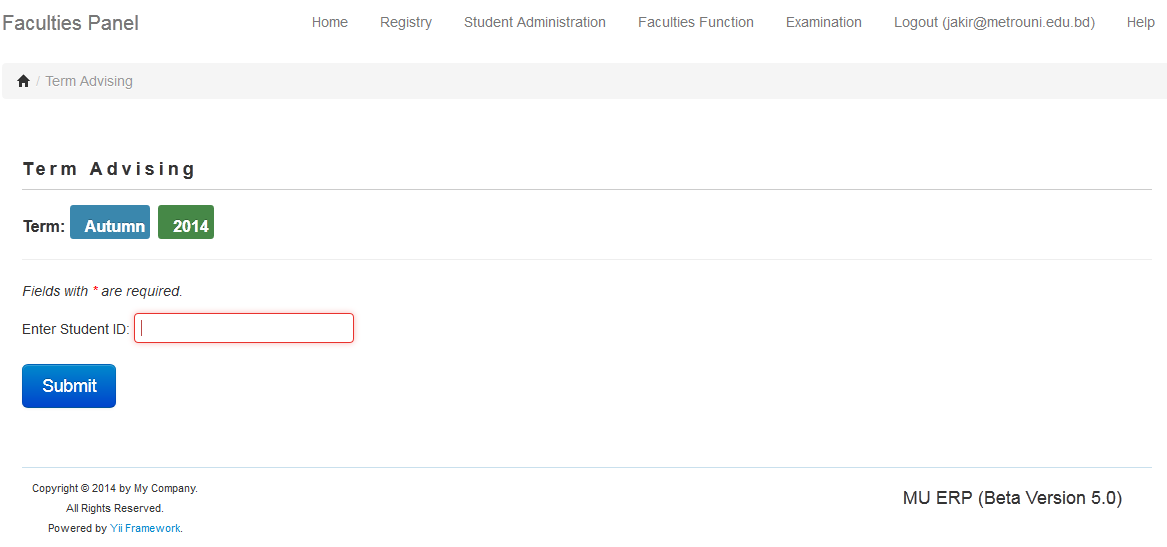 Faculties Panel Home Registry Student Administration Faculties Function Examination Logout (jakir@metrouni.edu.bd) Help
/ Term Advising
Term Advising
Term: Autumn 2014
Fields with * are required.
Enter Student ID:
Submit
Copyright © 2014 by My Company.
All Rights Reserved.
Powered by Yii Framework.
MU ERP (Beta Version 5.0)